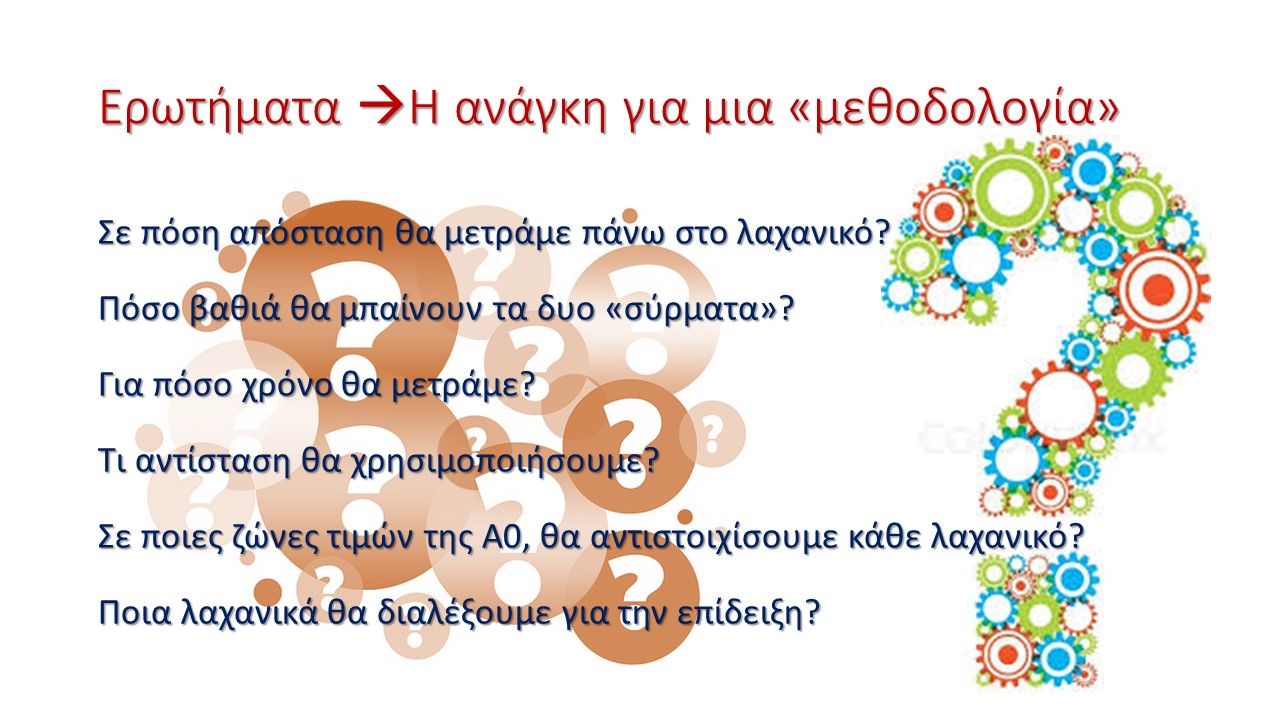 Ερωτήματα →Η ανάγκη για μια «μεθοδολογία»
Σε πόση απόσταση θα μετράμε πάνω στο λαχανικό?
Πόσο βαθιά θα μπαίνουν τα δυο «σύρματα»?
Για πόσο χρόνο θα μετράμε?
Τι αντίσταση θα χρησιμοποιήσουμε?
Σε ποιες ζώνες τιμών της Α0, θα αντιστοιχίσουμε κάθε λαχανικό?
Ποια λαχανικά θα διαλέξουμε για την επίδειξη?